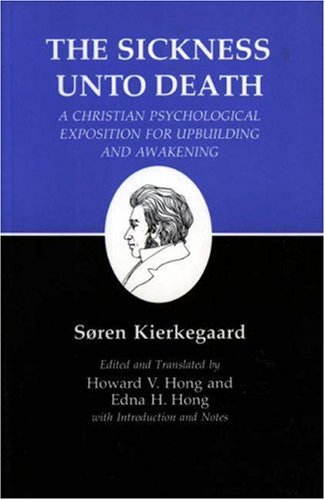 THE SICKNESS
UNTO DEATH
A CHRISTIAN PSYCHOLOGICAL
EXPOSITION FOR UPBUILDING
AND AWAKENING
Søren Kierkegaard
Edited and Translated by
Howard V. Hong and
Edna H. Hong
with Introduction and Notes